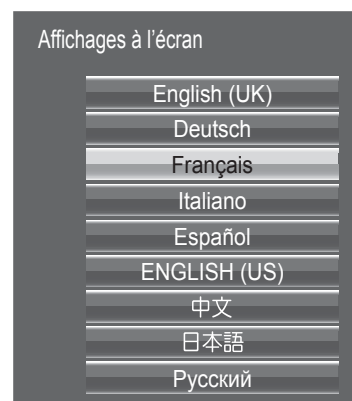 Affichages à l'écran
English (UK)
Deutsch
Français
Italiano
Español
ENGLISH (US)
中文
日本語
Русский